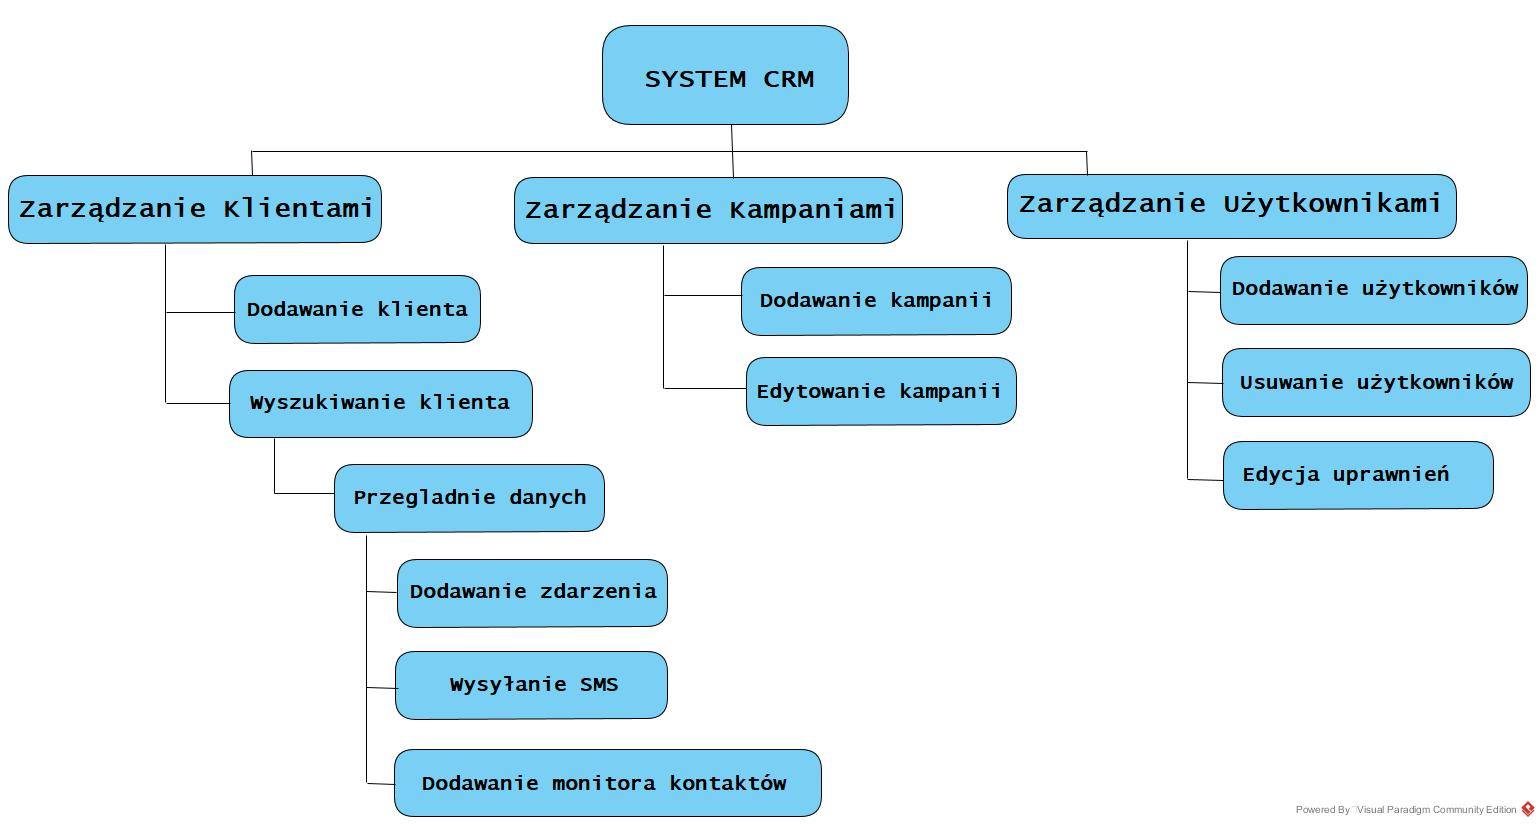 SYSTEM CRM
Zarządzanie Klientami
Zarządzanie Kampaniami
Zarządzanie Użytkownikami
Dodawanie klienta
Wyszukiwanie klienta
Przegladnie danych
Dodawanie zdarzenia
Wysyłanie SMS
Dodawanie monitora kontaktów
Dodawanie kampanii
Edytowanie kampanii
Dodawanie użytkowników
Usuwanie użytkowników
Edycja uprawnień
Powered By Visual Paradigm Community Edition